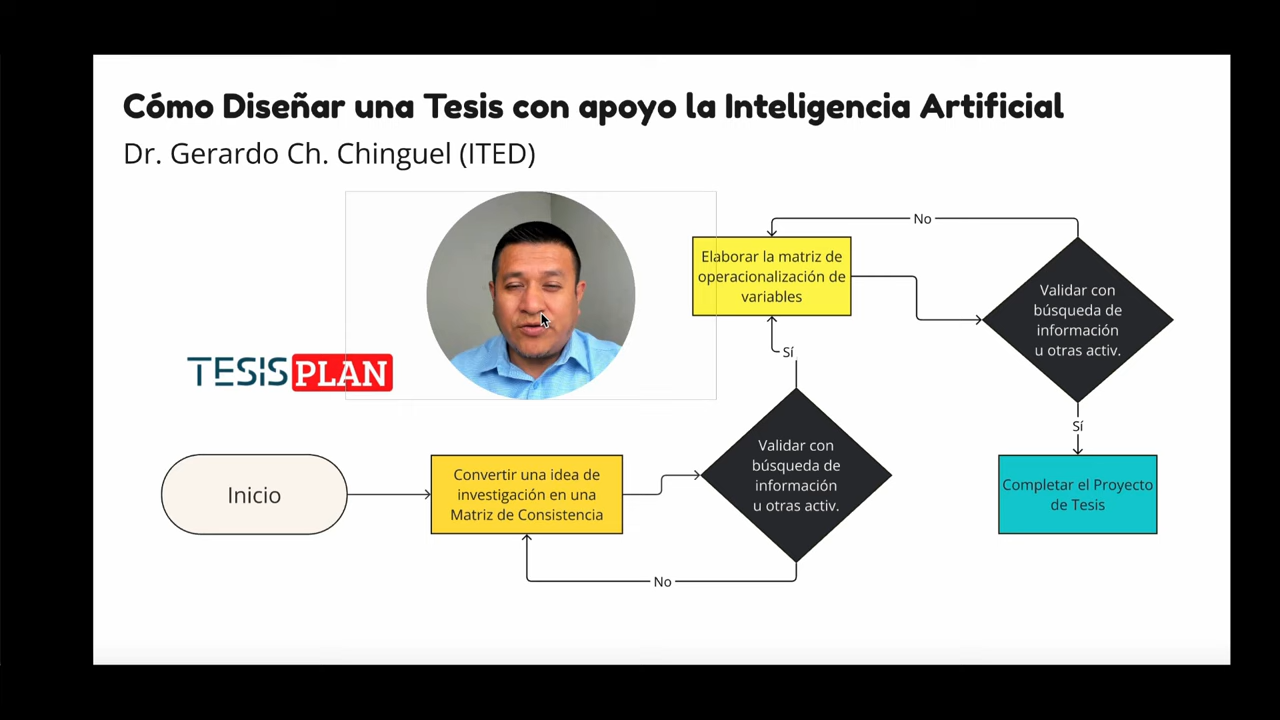 Cómo Diseñar una Tesis con apoyo la Inteligencia Artificial
Dr. Gerardo Ch. Chinguel (ITED)
TESISPLAN
Inicio
Convertir una idea de
investigación en una
Matriz de Consistencia
Validar con
búsqueda de
información
u otras activ.
No
Sí
Elaborar la matriz de
operacionalización de
variables
No
Validar con
búsqueda de
información
u otras activ.
Sí
Completar el Proyecto
de Tesis